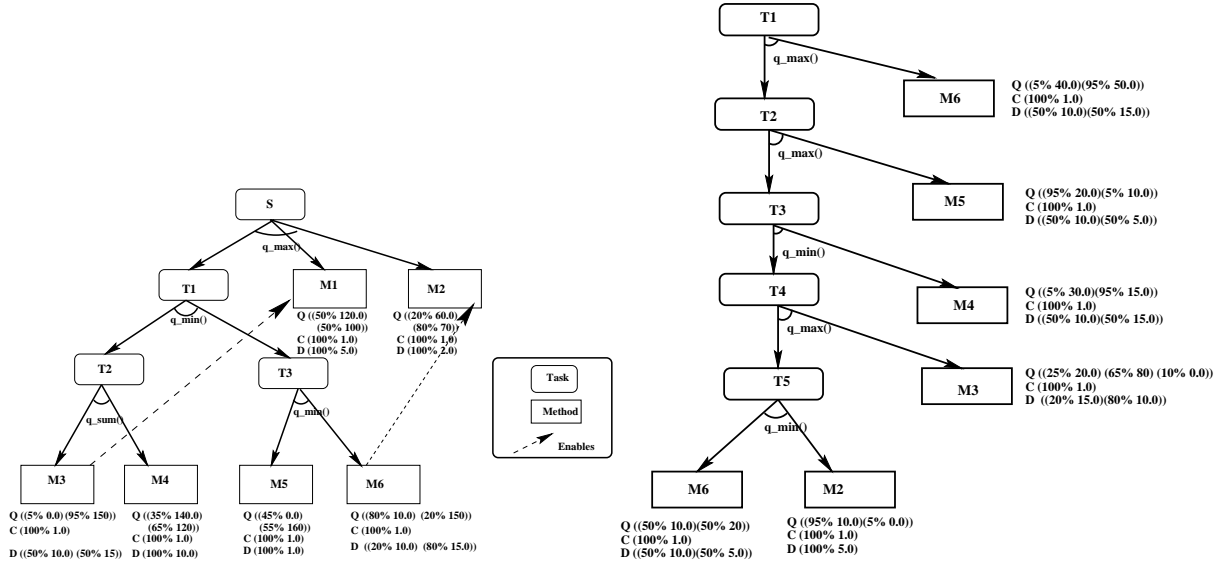 S
q_max()
T1
M1
M2
q_min()
Q ((50% 120.0)
(50% 100))
C (100% 1.0)
D (100% 5.0)
Q ((20% 60.0)
(80% 70))
C (100% 1.0)
D (100% 2.0)
T2
T3
q_sum()
q_min()
Task
Method
Enables
M3
M4
M5
M6
Q ((5% 0.0)(95% 150))
C (100% 1.0)
D ((50% 10.0) (50% 15))
Q ((35% 140.0)
(65% 120))
C (100% 1.0)
D (100% 10.0)
Q ((45% 0.0)
(55% 160))
C (100% 1.0)
D (100% 1.0)
Q ((80% 10.0) (20% 150))
C (100% 1.0)
D ((20% 10.0) (80% 15.0))
T1
q_max()
M6
Q ((5% 40.0)(95% 50.0))
C (100% 1.0)
D ((50% 10.0)(50% 15.0))
T2
q_max()
M5
Q ((95% 20.0)(5% 10.0))
C (100% 1.0)
D ((50% 10.0)(50% 5.0))
T3
q_min()
M4
Q ((5% 30.0)(95% 15.0))
C (100% 1.0)
D ((50% 10.0)(50% 15.0))
T4
q_max()
M3
Q ((25% 20.0) (65% 80) (10% 0.0))
C (100% 1.0)
D ((20% 15.0)(80% 10.0))
T5
q_min()
M6
M2
Q ((50% 10.0)(50% 20))
C (100% 1.0)
D ((50% 10.0)(50% 5.0))
Q ((95% 10.0)(5% 0.0))
C (100% 1.0)
D (100% 5.0)